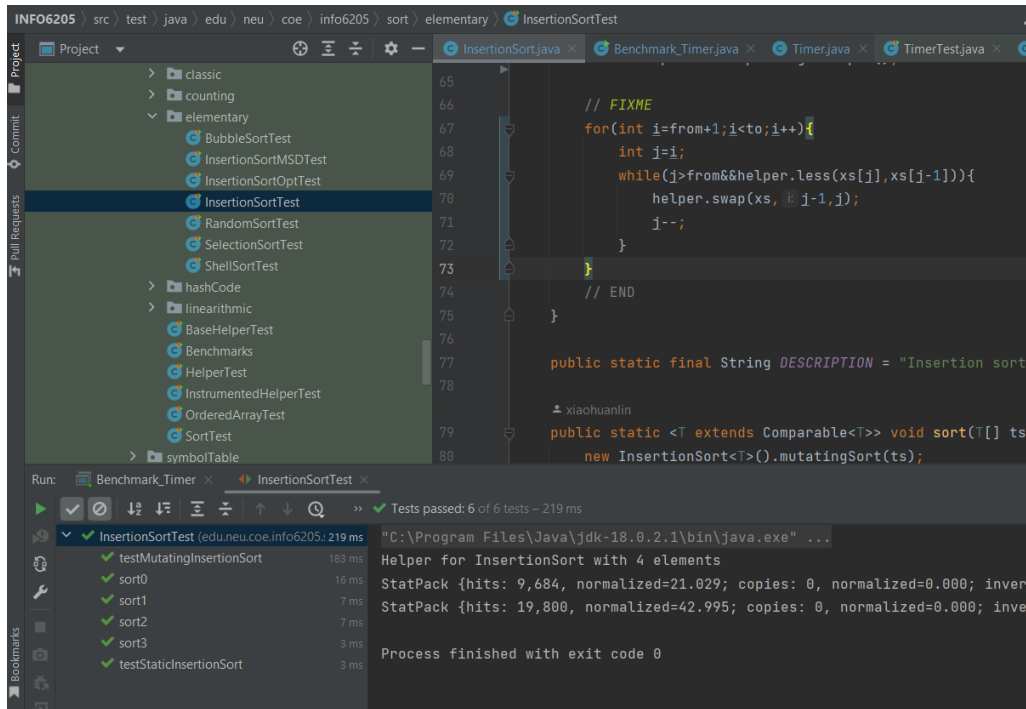 INFO6205 〉 src 〉 test 〉 java 〉 edu 〉 neu 〉 coe 〉 info6205 〉 sort 〉 elementary 〉 InsertionSortTest
Project
InsertionSort.java × Benchmark_Timer.java × Timer.java × TimerTest.java ×
Project
Commit
Pull Requests
Bookmarks
classic
counting
elementary
BubbleSortTest
InsertionSortMSDTest
InsertionSortOptTest
InsertionSortTest
RandomSortTest
SelectionSortTest
ShellSortTest
hashCode
linearithmic
BaseHelperTest
Benchmarks
HelperTest
InstrumentedHelperTest
OrderedArrayTest
SortTest
symbolTable
65
66 // FIXME
67 for(int i=from+1;i<to;i++){
68 int j=i;
69 while(j>from&&helper.less(xs[j],xs[j-1])){
70 helper.swap(xs, i: j-1,j);
71 j--;
72 }
73 }
74 // END
75 }
76
77 public static final String DESCRIPTION = "Insertion sort
78
xiaohuanlin
79 public static <T extends Comparable<T>> void sort(T[] ts
80 new InsertionSort<T>().mutatingSort(ts);
Run: Benchmark_Timer × InsertionSortTest ×
» Tests passed: 6 of 6 tests – 219 ms
InsertionSortTest (edu.neu.coe.info6205. 219 ms
testMutatingInsertionSort 183 ms
sort0 16 ms
sort1 7 ms
sort2 7 ms
sort3 3 ms
testStaticInsertionSort 3 ms
"C:\Program Files\Java\jdk-18.0.2.1\bin\java.exe" ...
Helper for InsertionSort with 4 elements
StatPack {hits: 9,684, normalized=21.029; copies: 0, normalized=0.000; inver
StatPack {hits: 19,800, normalized=42.995; copies: 0, normalized=0.000; inve
Process finished with exit code 0